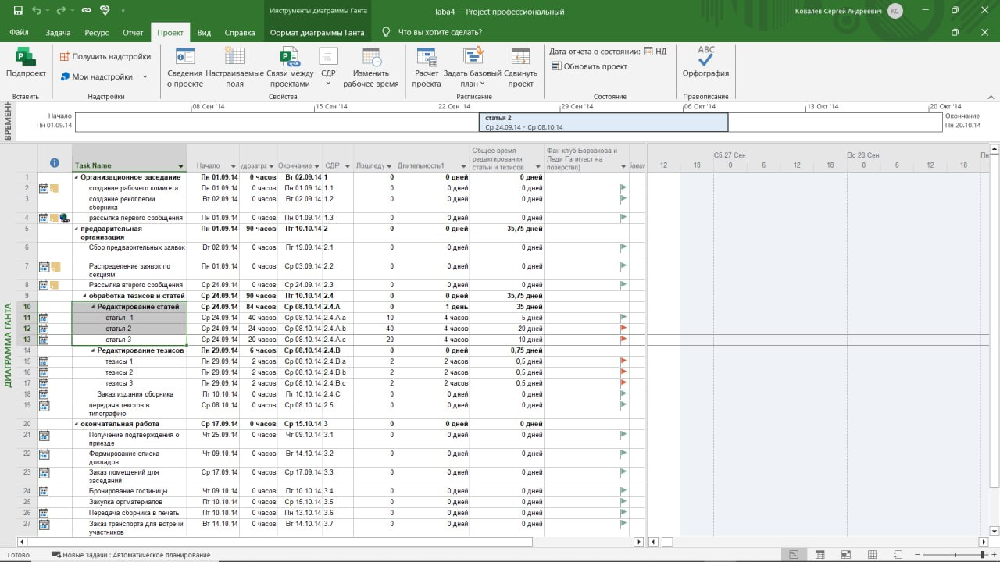 Инструменты диаграммы Ганта
laba4 - Project профессиональный
Ковалёв Сергей Андреевич КС
Файл Задача Ресурс Отчет Проект Вид Справка Формат диаграммы Ганта Что вы хотите сделать?
Подпроект
Получить надстройки
Мои надстройки
Сведения о проекте
Настраиваемые поля
Связи между проектами
СДР
Изменить рабочее время
Расчет проекта
Задать базовый план
Сдвинуть проект
Дата отчета о состоянии: НД
Обновить проект
ABC
Орфография
Вставить Надстройки Свойства Расписание Состояние Правописание
08 Сен '14 15 Сен '14 22 Сен '14 29 Сен '14 06 Окт '14 13 Окт '14 20 Окт '14
Начало
Пн 01.09.14
статья 2
Ср 24.09.14 - Ср 08.10.14
Окончание
Пн 20.10.14
Task Name Начало Окончание СДР Длительность1 Общее время редактирования статьи и тезисов Фан-клуб Боровкова и Леди Гаги(тест на позерство)
Сб 27 Сен Вс 28 Сен
12 18 0 6 12 18 0 6 12 18
1 Организационное заседание Пн 01.09.14 0 часов Вт 02.09.14 1 0 0 дней 0 дней
2 создание рабочего комитета Пн 01.09.14 0 часов Пн 01.09.14 1.1 0 0 дней 0 дней
3 создание реколлегии сборника Вт 02.09.14 0 часов Вт 02.09.14 1.2 0 0 дней 0 дней
4 рассылка первого сообщения Пн 01.09.14 0 часов Пн 01.09.14 1.3 0 0 дней 0 дней
5 предварительная организация Пн 01.09.14 90 часов Пт 10.10.14 2 0 0 дней 35,75 дней
6 Сбор предварительных заявок Вт 02.09.14 0 часов Пт 19.09.14 2.1 0 0 дней 0 дней
7 Распределение заявок по секциям Пн 01.09.14 0 часов Ср 03.09.14 2.2 0 0 дней 0 дней
8 Рассылка второго сообщения Ср 24.09.14 0 часов Ср 24.09.14 2.3 0 0 дней 0 дней
9 обработка тезисов и статей Ср 24.09.14 90 часов Пт 10.10.14 2.4 0 0 дней 35,75 дней
10 Редактирование статей Ср 24.09.14 84 часов Ср 08.10.14 2.4.A 0 1 день 35 дней
11 статья 1 Ср 24.09.14 40 часов Ср 08.10.14 2.4.A.a 10 4 часов 5 дней
12 статья 2 Ср 24.09.14 24 часов Ср 08.10.14 2.4.A.b 40 4 часов 20 дней
13 статья 3 Ср 24.09.14 20 часов Ср 08.10.14 2.4.A.c 20 4 часов 10 дней
14 Редактирование тезисов Пн 29.09.14 6 часов Ср 08.10.14 2.4.B 0 0 дней 0,75 дней
15 тезисы 1 Пн 29.09.14 2 часов Ср 08.10.14 2.4.B.a 2 2 часов 0,5 дней
16 тезисы 2 Пн 29.09.14 2 часов Ср 08.10.14 2.4.B.b 2 2 часов 0,5 дней
17 тезисы 3 Пн 29.09.14 2 часов Ср 08.10.14 2.4.B.c 2 2 часов 0,5 дней
18 Заказ издания сборника Пт 10.10.14 0 часов Пт 10.10.14 2.4.C 0 0 дней 0 дней
19 передача текстов в типографию Ср 08.10.14 0 часов Ср 08.10.14 2.5 0 0 дней 0 дней
20 окончательная работа Ср 17.09.14 0 часов Ср 15.10.14 3 0 0 дней 0 дней
21 Получение подтверждения о приезде Чт 25.09.14 0 часов Чт 09.10.14 3.1 0 0 дней 0 дней
22 Формирование списка докладов Чт 09.10.14 0 часов Вт 14.10.14 3.2 0 0 дней 0 дней
23 Заказ помещений для заседаний Ср 17.09.14 0 часов Ср 17.09.14 3.3 0 0 дней 0 дней
24 Бронирование гостиницы Чт 09.10.14 0 часов Пт 10.10.14 3.4 0 0 дней 0 дней
25 Закупка оргматериапов Пт 10.10.14 0 часов Ср 15.10.14 3.5 0 0 дней 0 дней
26 Передача сборника в печать Пт 10.10.14 0 часов Пн 13.10.14 3.6 0 0 дней 0 дней
27 Заказ транспорта для встречи участников Вт 14.10.14 0 часов Вт 14.10.14 3.7 0 0 дней 0 дней
ДИАГРАММА ГАНТА
Готово Новые задачи : Автоматическое планирование